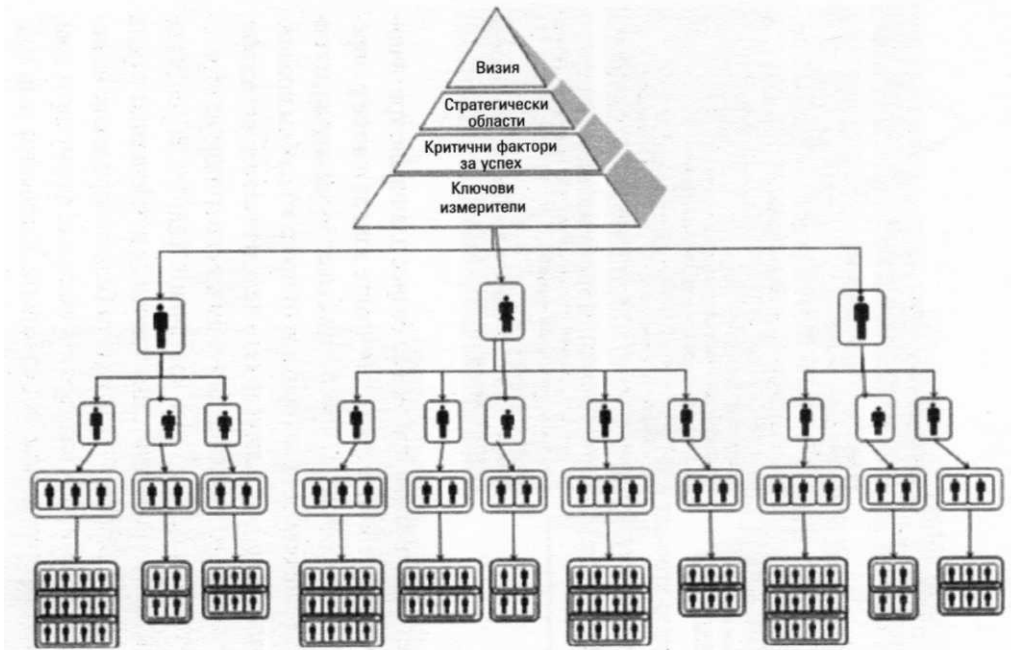 Визия
Стратегически
области
Критични фактори
за успех
Ключови
измерители